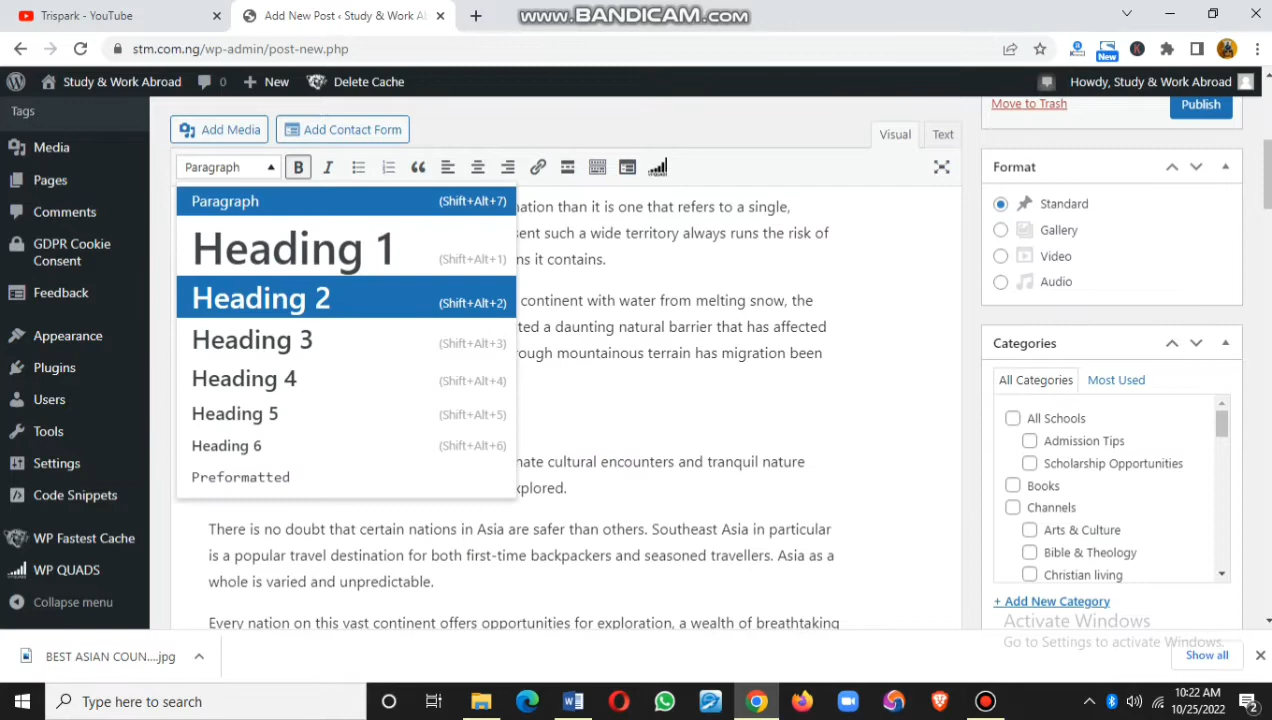 Trispark - YouTube
Add New Post ‹ Study & Work Ab
www.BANDICAM.com
stm.com.ng/wp-admin/post-new.php
New
Study & Work Abroad
0
New
Delete Cache
Howdy, Study & Work Abroad
Tags
Media
Pages
Comments
GDPR Cookie
Consent
Feedback
Appearance
Plugins
Users
Tools
Settings
Code Snippets
WP Fastest Cache
WP QUADS
Collapse menu
Add Media
Add Contact Form
Visual
Text
Paragraph
B I
Paragraph (Shift+Alt+7)
Heading 1 (Shift+Alt+1)
Heading 2 (Shift+Alt+2)
Heading 3 (Shift+Alt+3)
Heading 4 (Shift+Alt+4)
Heading 5 (Shift+Alt+5)
Heading 6 (Shift+Alt+6)
Preformatted
nation than it is one that refers to a single,
sent such a wide territory always runs the risk of
ns it contains.
continent with water from melting snow, the
ted a daunting natural barrier that has affected
rough mountainous terrain has migration been
nate cultural encounters and tranquil nature
xplored.
There is no doubt that certain nations in Asia are safer than others. Southeast Asia in particular
is a popular travel destination for both first-time backpackers and seasoned travellers. Asia as a
whole is varied and unpredictable.
Every nation on this vast continent offers opportunities for exploration, a wealth of breathtaking
Move to Trash
Publish
Format
Standard
Gallery
Video
Audio
Categories
All Categories
Most Used
All Schools
Admission Tips
Scholarship Opportunities
Books
Channels
Arts & Culture
Bible & Theology
Christian living
+ Add New Category
Activate Windows
Go to Settings to activate Windows.
BEST ASIAN COUN....jpg
Show all
Type here to search
10:22 AM
10/25/2022
2